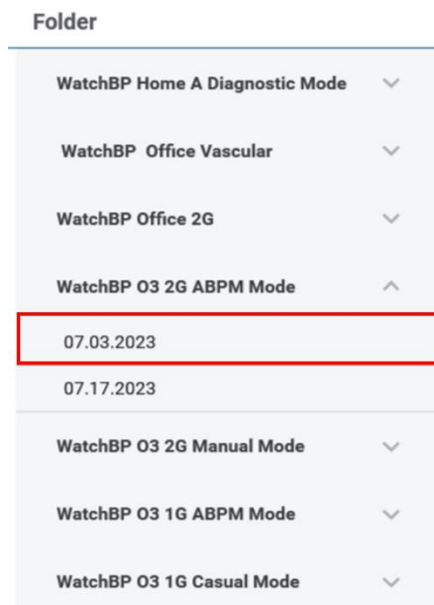 Folder
WatchBP Home A Diagnostic Mode
WatchBP Office Vascular
WatchBP Office 2G
WatchBP O3 2G ABPM Mode
07.03.2023
07.17.2023
WatchBP O3 2G Manual Mode
WatchBP O3 1G ABPM Mode
WatchBP O3 1G Casual Mode